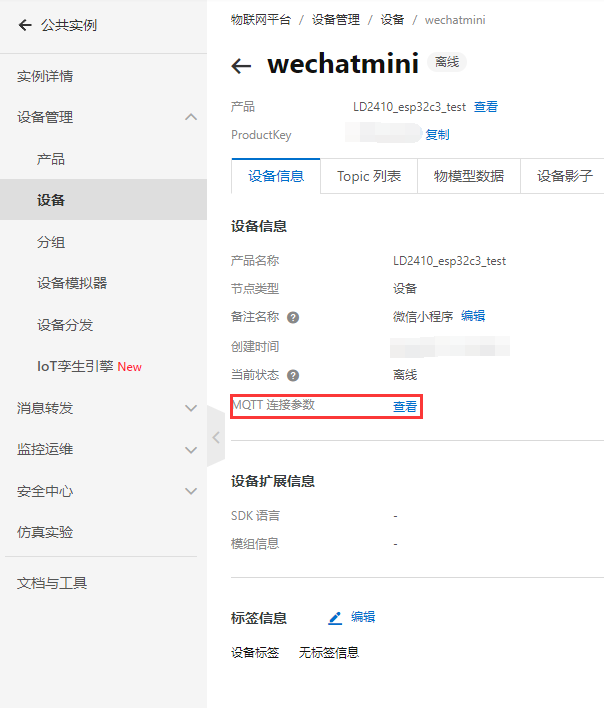 公共实例
实例详情
设备管理
产品
设备
分组
设备模拟器
设备分发
IoT孪生引擎 New
消息转发
监控运维
安全中心
仿真实验
文档与工具
物联网平台 / 设备管理 / 设备 / wechatmini
wechatmini 离线
产品 LD2410_esp32c3_test 查看
ProductKey 复制
设备信息 Topic 列表 物模型数据 设备影子
设备信息
产品名称 LD2410_esp32c3_test
节点类型 设备
备注名称 ? 微信小程序 编辑
创建时间
当前状态 ? 离线
MQTT 连接参数 查看
设备扩展信息
SDK 语言 -
模组信息 -
标签信息 编辑
设备标签 无标签信息